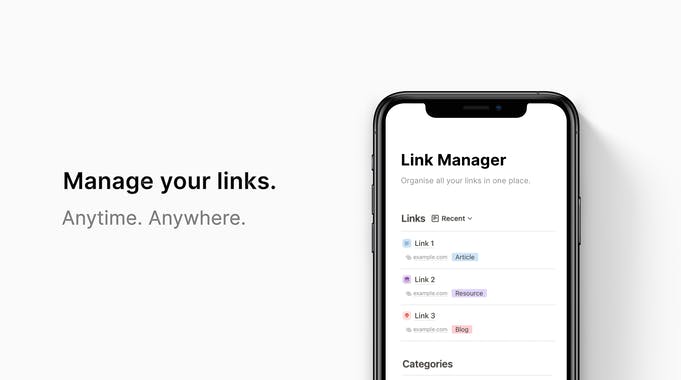 Manage your links.
Anytime. Anywhere.
Link Manager
Organise all your links in one place.
Links Recent
Link 1
example.com Article
Link 2
example.com Resource
Link 3
example.com Blog
Categories